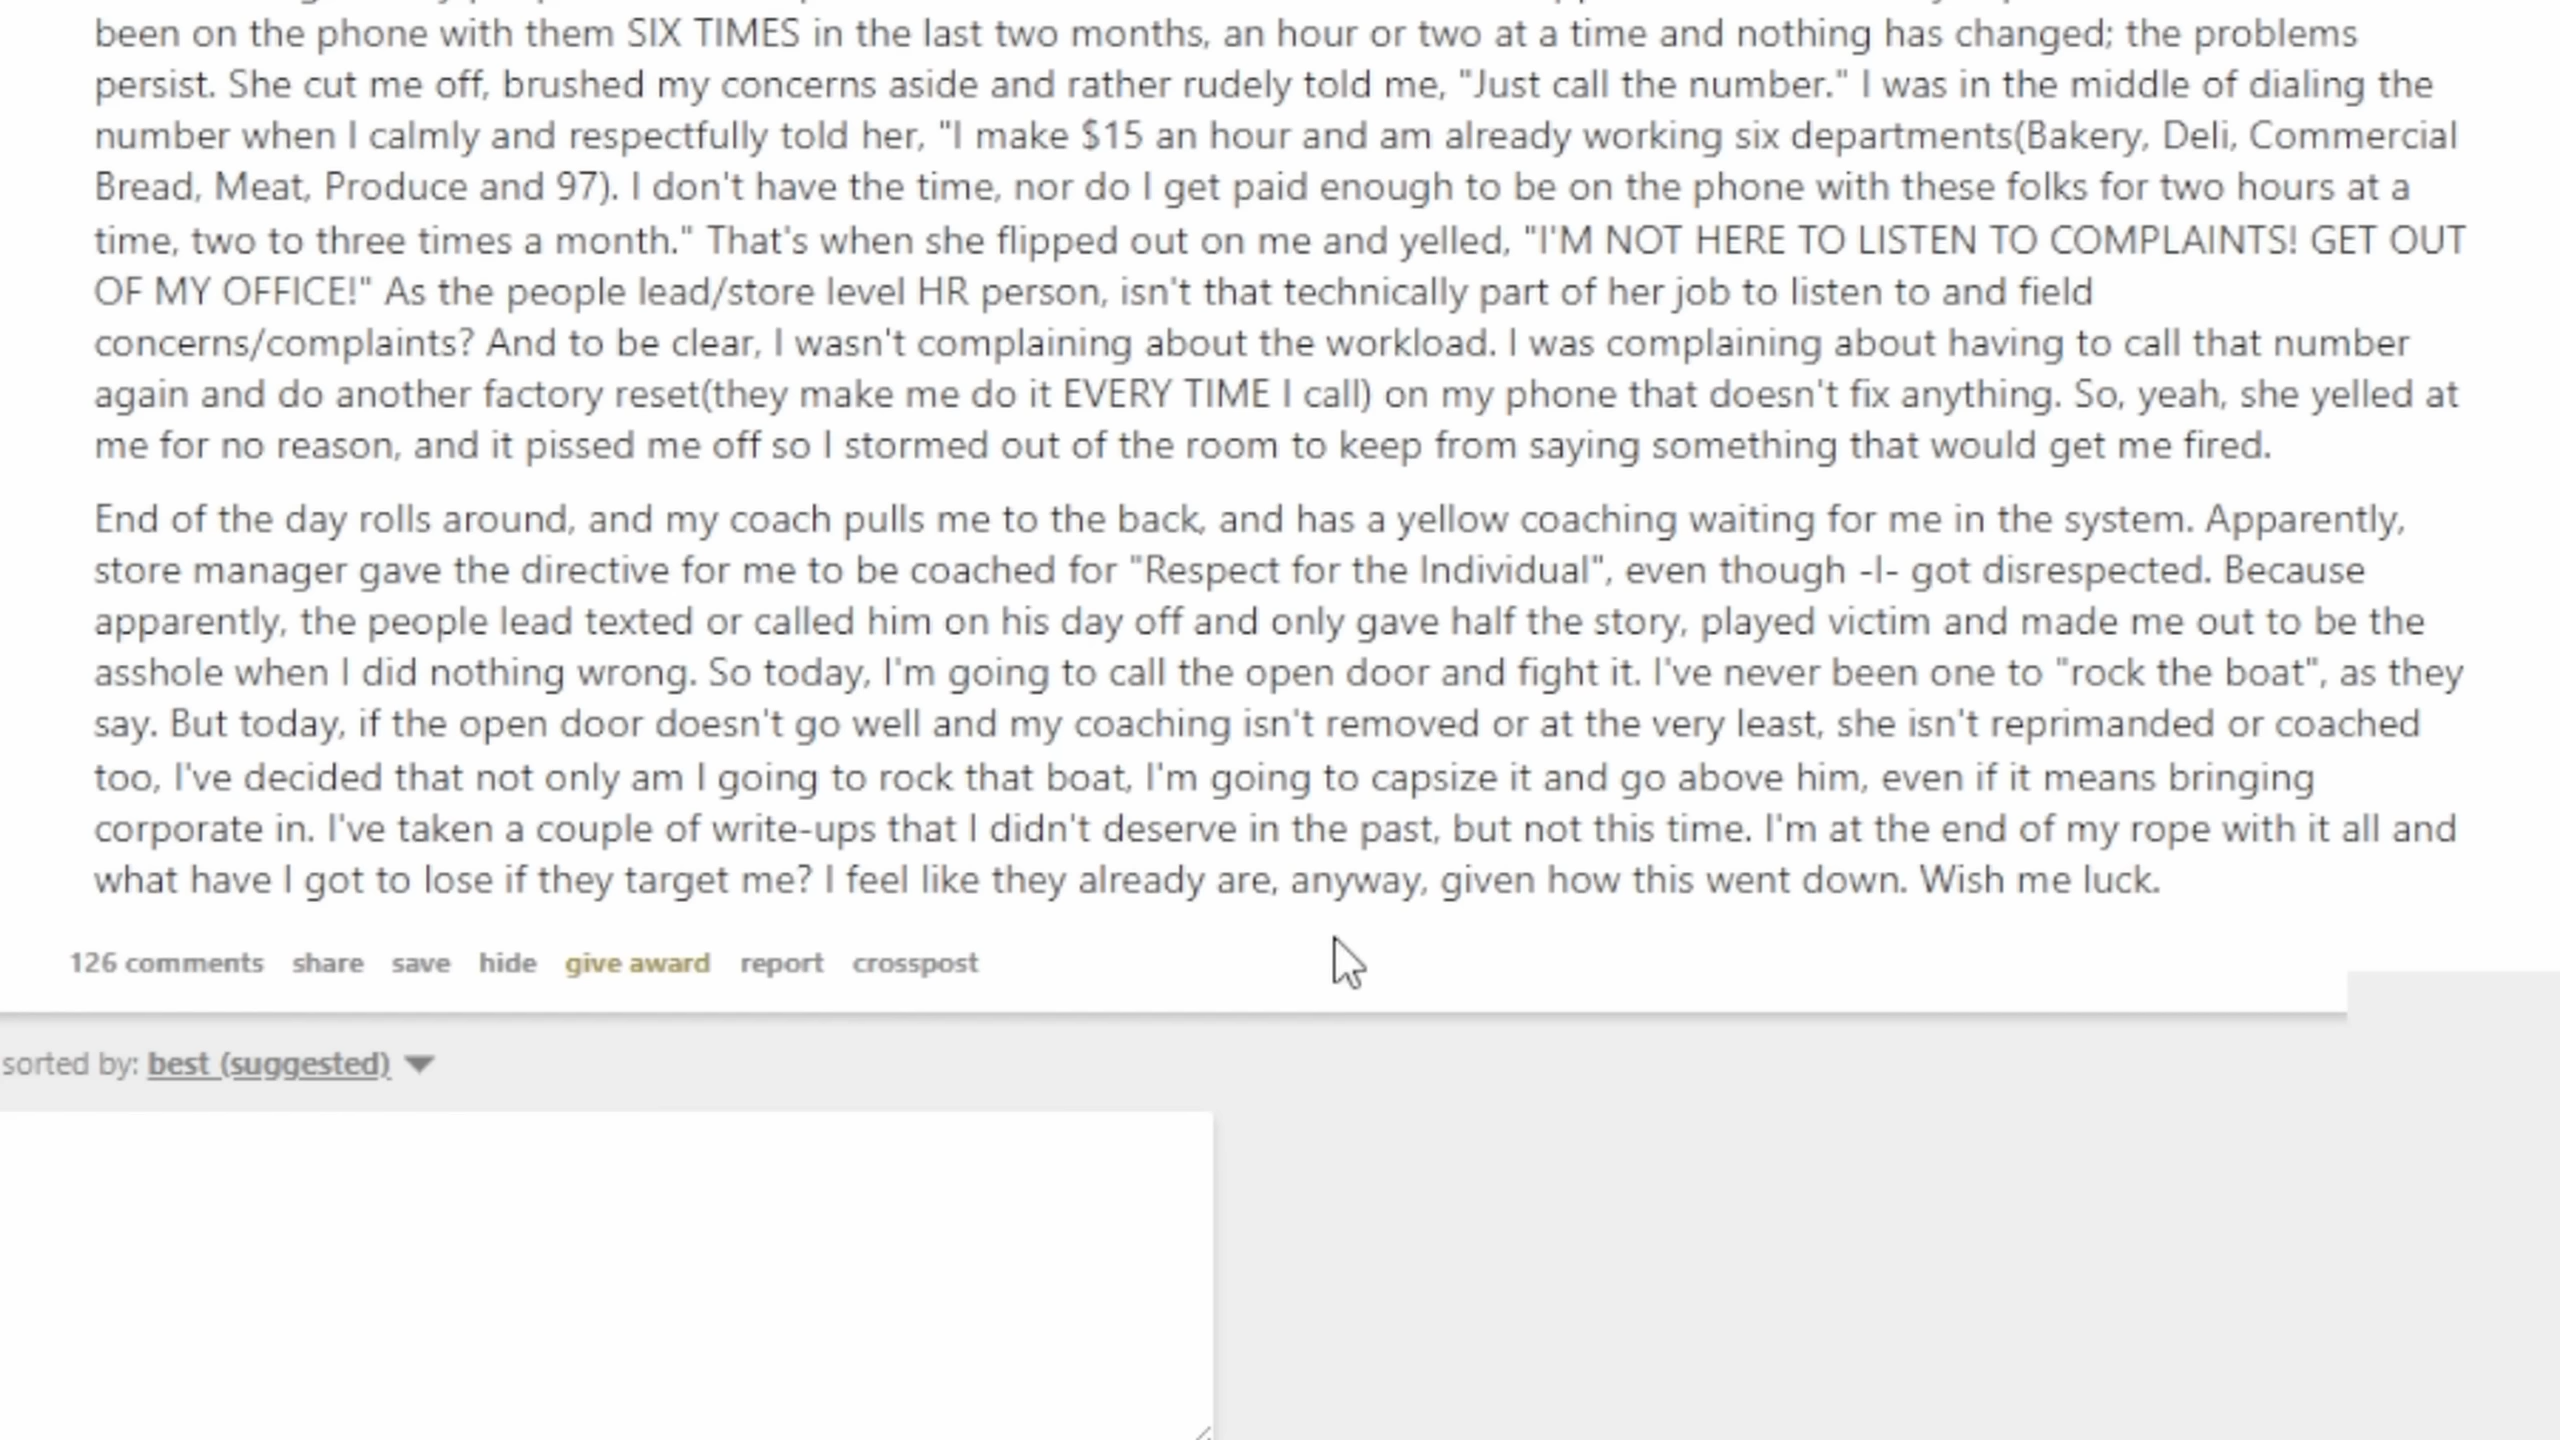 been on the phone with them SIX TIMES in the last two months, an hour or two at a time and nothing has changed; the problems
persist. She cut me off, brushed my concerns aside and rather rudely told me, "Just call the number." I was in the middle of dialing the
number when I calmly and respectfully told her, "I make $15 an hour and am already working six departments(Bakery, Deli, Commercial
Bread, Meat, Produce and 97). I don't have the time, nor do I get paid enough to be on the phone with these folks for two hours at a
time, two to three times a month." That's when she flipped out on me and yelled, "I'M NOT HERE TO LISTEN TO COMPLAINTS! GET OUT
OF MY OFFICE!" As the people lead/store level HR person, isn't that technically part of her job to listen to and field
concerns/complaints? And to be clear, I wasn't complaining about the workload. I was complaining about having to call that number
again and do another factory reset(they make me do it EVERY TIME I call) on my phone that doesn't fix anything. So, yeah, she yelled at
me for no reason, and it pissed me off so I stormed out of the room to keep from saying something that would get me fired.
End of the day rolls around, and my coach pulls me to the back, and has a yellow coaching waiting for me in the system. Apparently,
store manager gave the directive for me to be coached for "Respect for the Individual", even though -I- got disrespected. Because
apparently, the people lead texted or called him on his day off and only gave half the story, played victim and made me out to be the
asshole when I did nothing wrong. So today, I'm going to call the open door and fight it. I've never been one to "rock the boat", as they
say. But today, if the open door doesn't go well and my coaching isn't removed or at the very least, she isn't reprimanded or coached
too, I've decided that not only am I going to rock that boat, I'm going to capsize it and go above him, even if it means bringing
corporate in. I've taken a couple of write-ups that I didn't deserve in the past, but not this time. I'm at the end of my rope with it all and
what have I got to lose if they target me? I feel like they already are, anyway, given how this went down. Wish me luck.
126 comments share save hide give award report crosspost
sorted by: best (suggested)